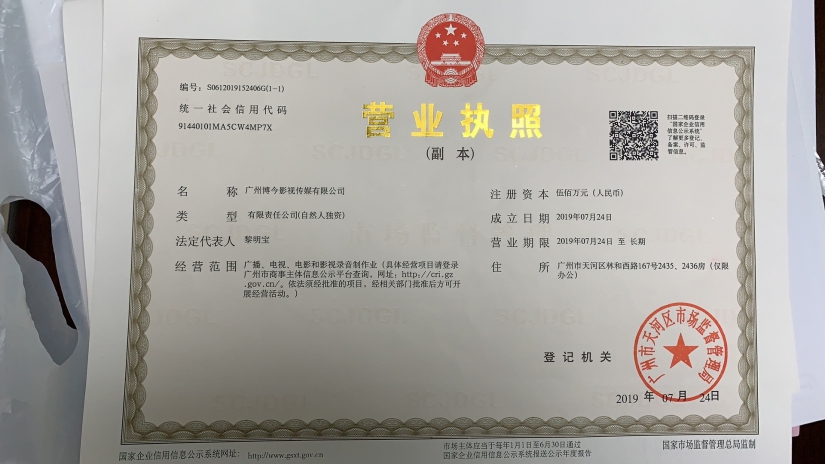 编号: S0612019152406G(1-1)
统一社会信用代码
91440101MA5CW4MP7X
营业执照
(副 本)
扫描二维码登录
“国家企业信用
信息公示系统”
了解更多登记、
备案、许可、监
管信息。
名 称 广州博今影视传媒有限公司
类 型 有限责任公司(自然人独资)
法定代表人 黎明宝
经营范围 广播、电视、电影和影视录音制作业(具体经营项目请登录
广州市商事主体信息公示平台查询。网址: http://cri.gz
.gov.cn/。依法须经批准的项目,经相关部门批准后方可开
展经营活动。)
注册资本 伍佰万元(人民币)
成立日期 2019年07月24日
营业期限 2019年07月24日 至 长期
住 所 广州市天河区林和西路167号2435、2436房(仅限
办公)
登记机关
广州市天河区市场监督管理局
2019 年 07 月 24日
国家企业信用信息公示系统网址: http://www.gsxt.gov.cn
市场主体应当于每年1月1日至6月30日通过
国家企业信用信息公示系统报送公示年度报告
国家市场监督管理总局监制